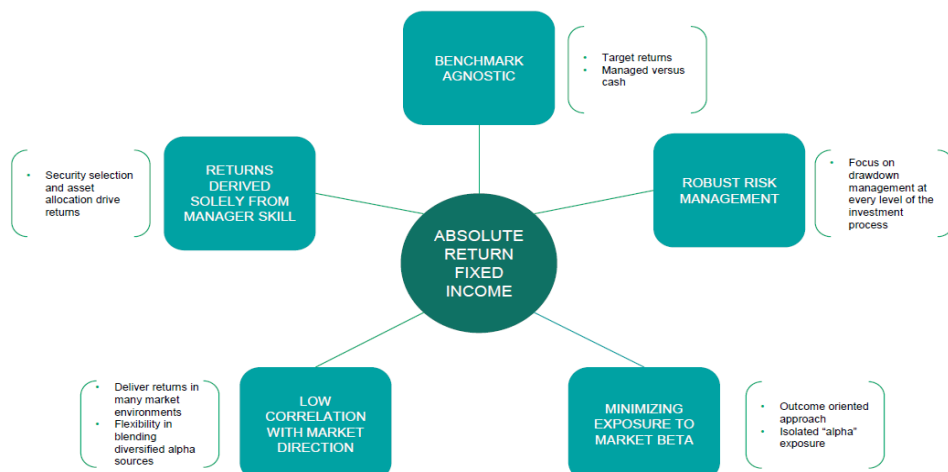 BENCHMARK
AGNOSTIC
• Target returns
• Managed versus
cash
• Security selection
and asset
allocation drive
returns
RETURNS
DERIVED
SOLELY FROM
MANAGER SKILL
ROBUST RISK
MANAGEMENT
• Focus on
drawdown
management at
every level of the
investment
process
ABSOLUTE
RETURN
FIXED
INCOME
• Deliver returns in
many market
environments
• Flexibility in
blending
diversified alpha
sources
LOW
CORRELATION
WITH MARKET
DIRECTION
MINIMIZING
EXPOSURE TO
MARKET BETA
• Outcome oriented
approach
• Isolated “alpha”
exposure